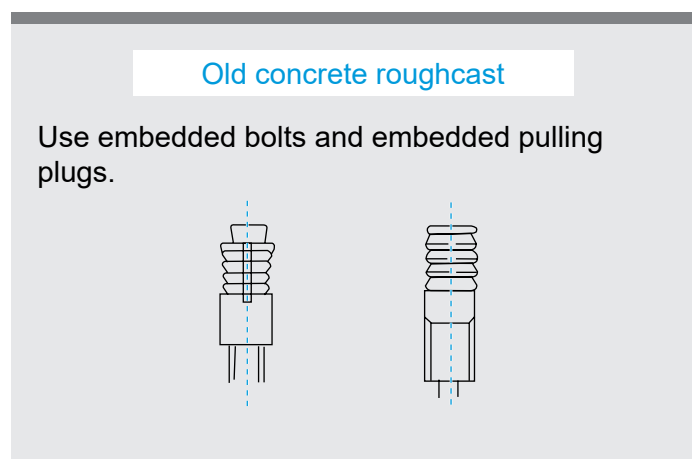 Old concrete roughcast
Use embedded bolts and embedded pulling
plugs.